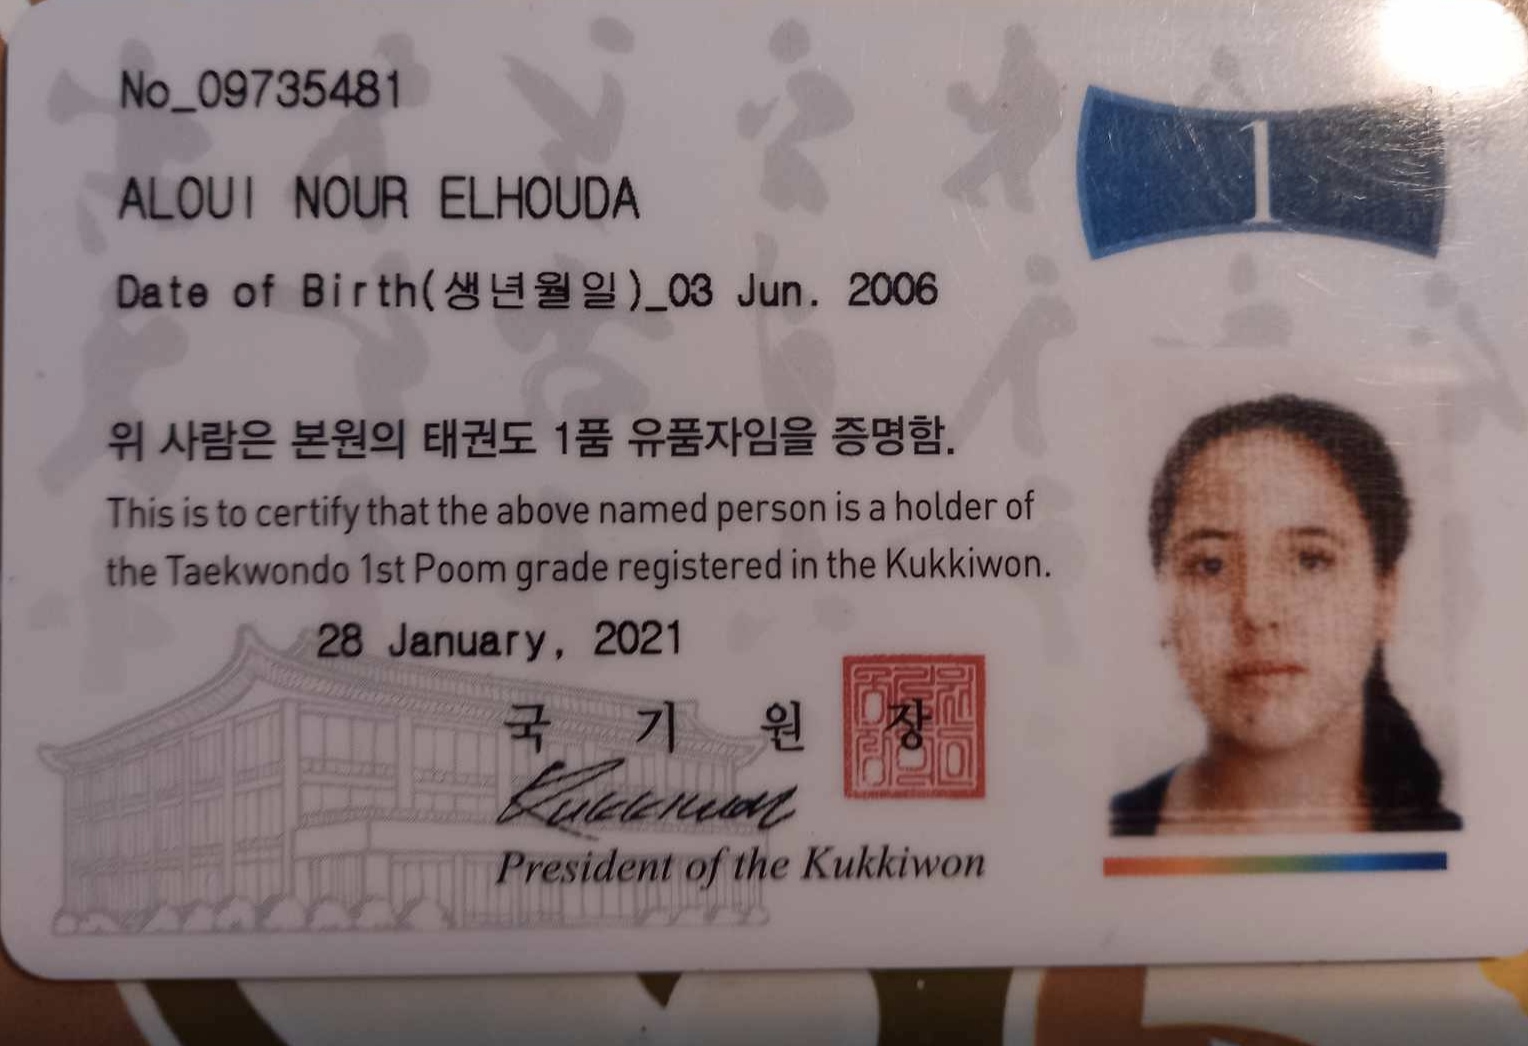 No_09735481
1
ALOUI NOUR ELHOUDA
Date of Birth(생년월일)_03 Jun. 2006
위 사람은 본원의 태권도 1품 유품자임을 증명함.
This is to certify that the above named person is a holder of
the Taekwondo 1st Poom grade registered in the Kukkiwon.
28 January, 2021
국 기 원 장
Kukkiwon
President of the Kukkiwon